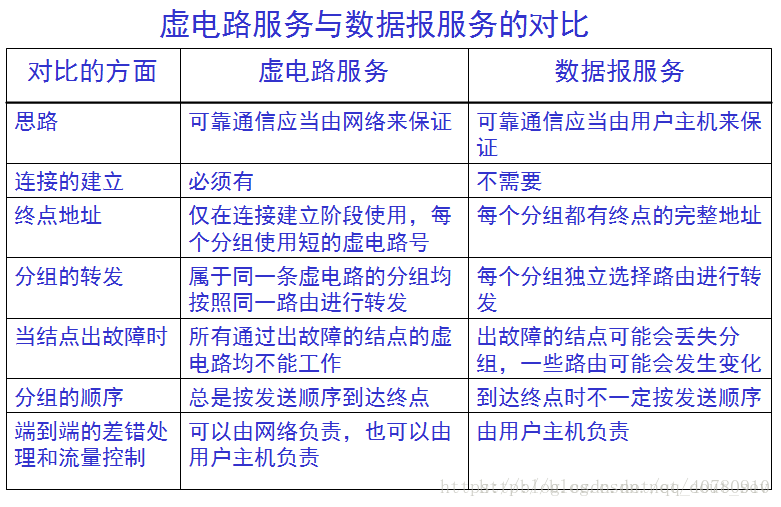 虚电路服务与数据报服务的对比
对比的方面 虚电路服务 数据报服务
思路 可靠通信应当由网络来保证 可靠通信应当由用户主机来保
证
连接的建立 必须有 不需要
终点地址 仅在连接建立阶段使用，每 每个分组都有终点的完整地址
个分组使用短的虚电路号
分组的转发 属于同一条虚电路的分组均 每个分组独立选择路由进行转
按照同一路由进行转发 发
当结点出故障时 所有通过出故障的结点的虚 出故障的结点可能会丢失分
电路均不能工作 组，一些路由可能会发生变化
分组的顺序 总是按发送顺序到达终点 到达终点时不一定按发送顺序
端到端的差错处 可以由网络负责，也可以由 由用户主机负责
理和流量控制 用户主机负责